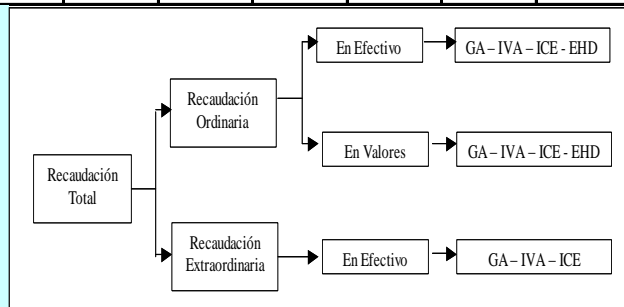 En Efectivo
GA – IVA – ICE - EHD
Recaudación
Ordinaria
En Valores
GA – IVA – ICE - EHD
Recaudación
Total
Recaudación
Extraordinaria
En Efectivo
GA – IVA – ICE